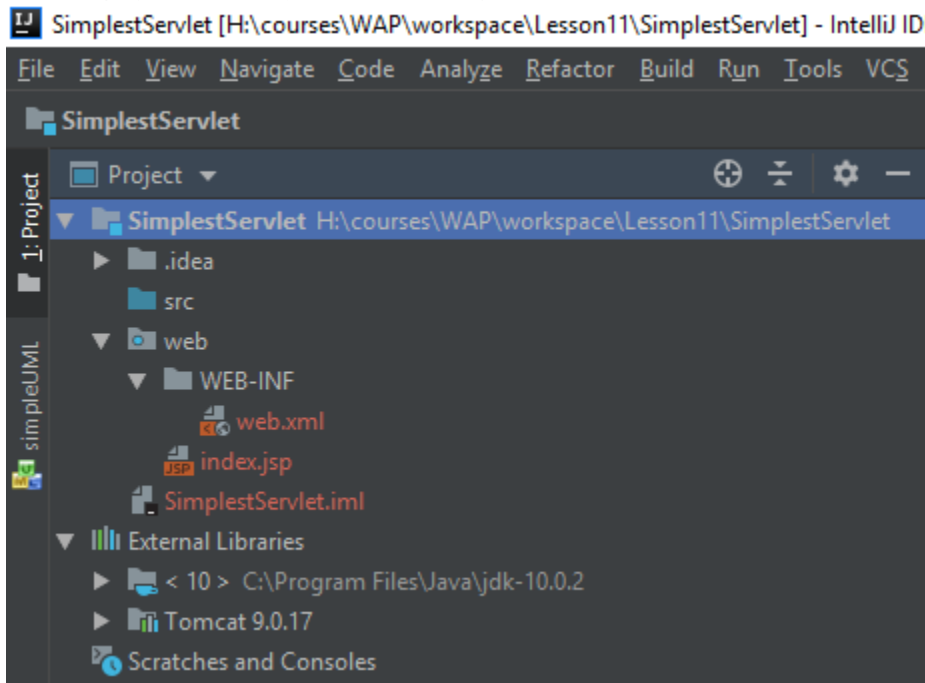 SimplestServlet [H:\courses\WAP\workspace\Lesson11\SimplestServlet] - IntelliJ ID
File Edit View Navigate Code Analyze Refactor Build Run Tools VCS
SimplestServlet
1: Project
Project
SimplestServlet H:\courses\WAP\workspace\Lesson11\SimplestServlet
.idea
src
web
WEB-INF
web.xml
JSP index.jsp
SimplestServlet.iml
simpleUML
External Libraries
< 10 > C:\Program Files\Java\jdk-10.0.2
Tomcat 9.0.17
Scratches and Consoles